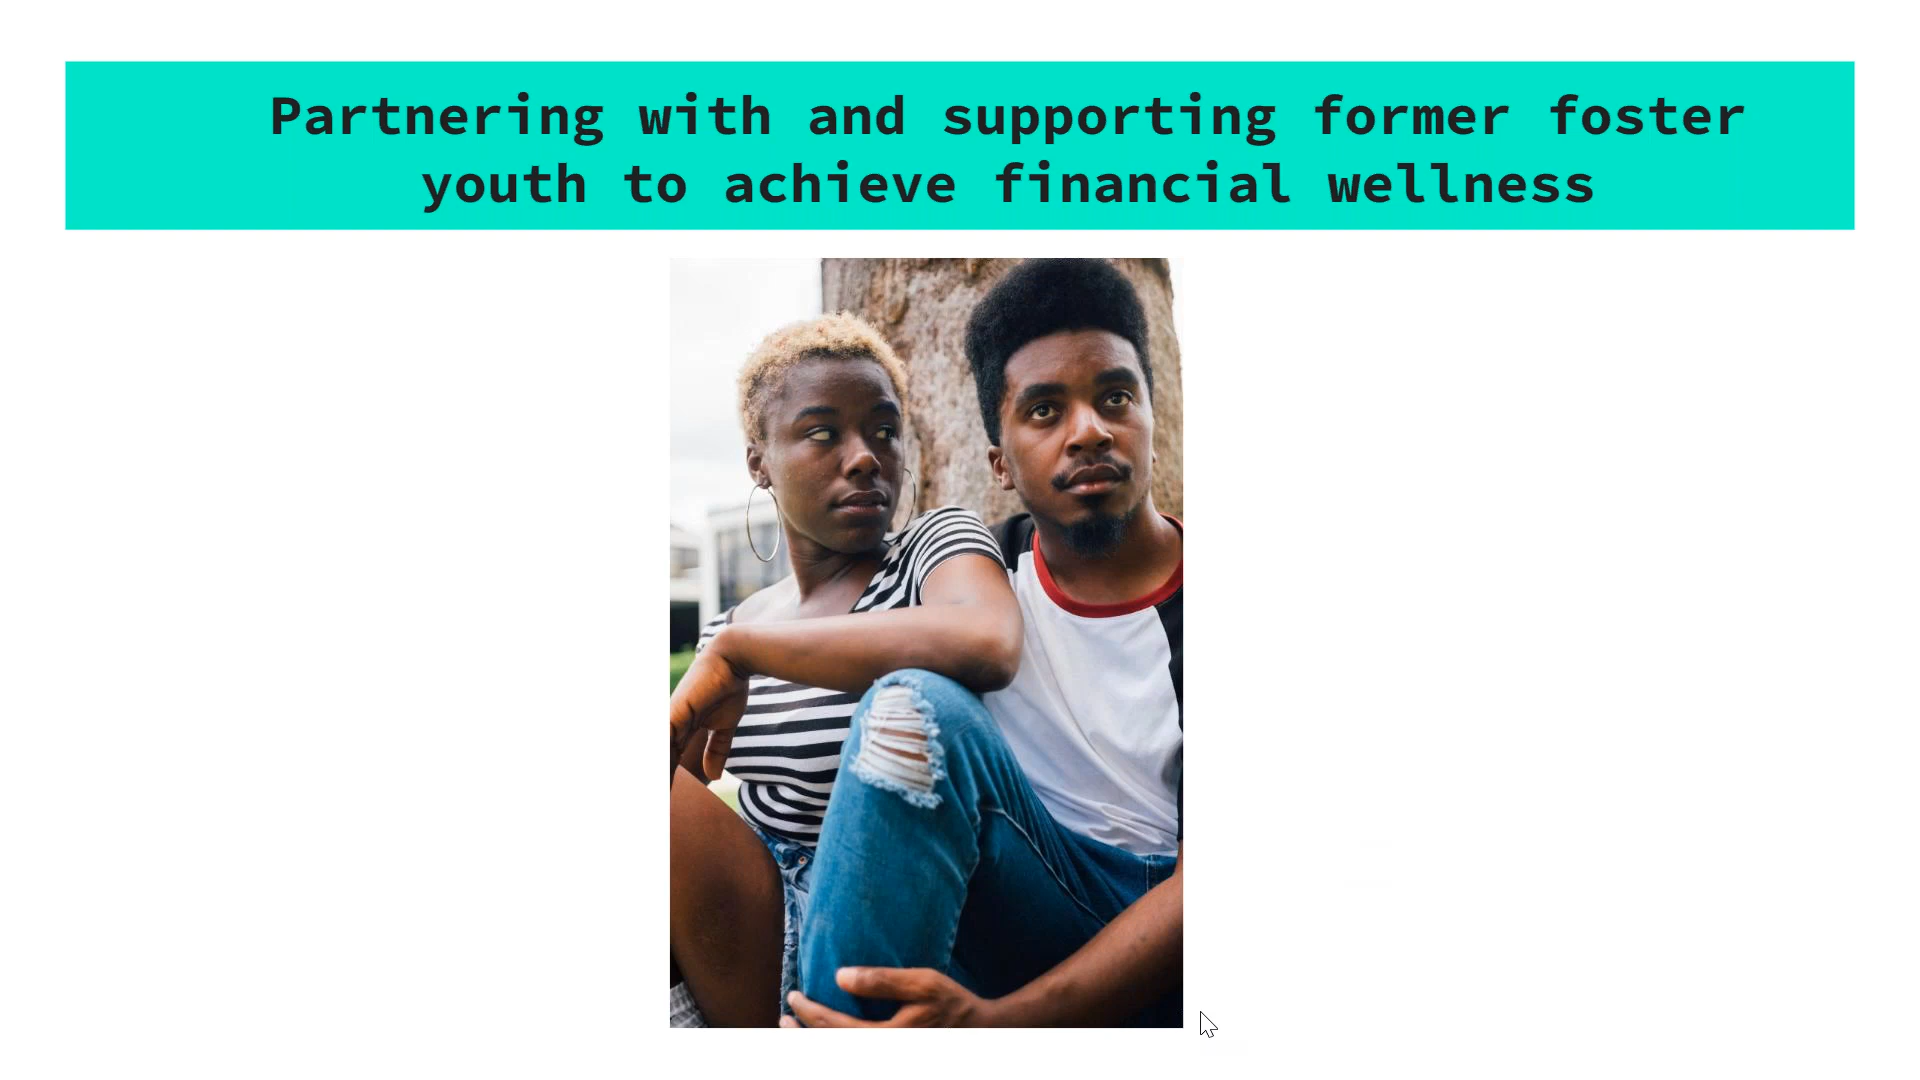 Partnering with and supporting former foster
youth to achieve financial wellness